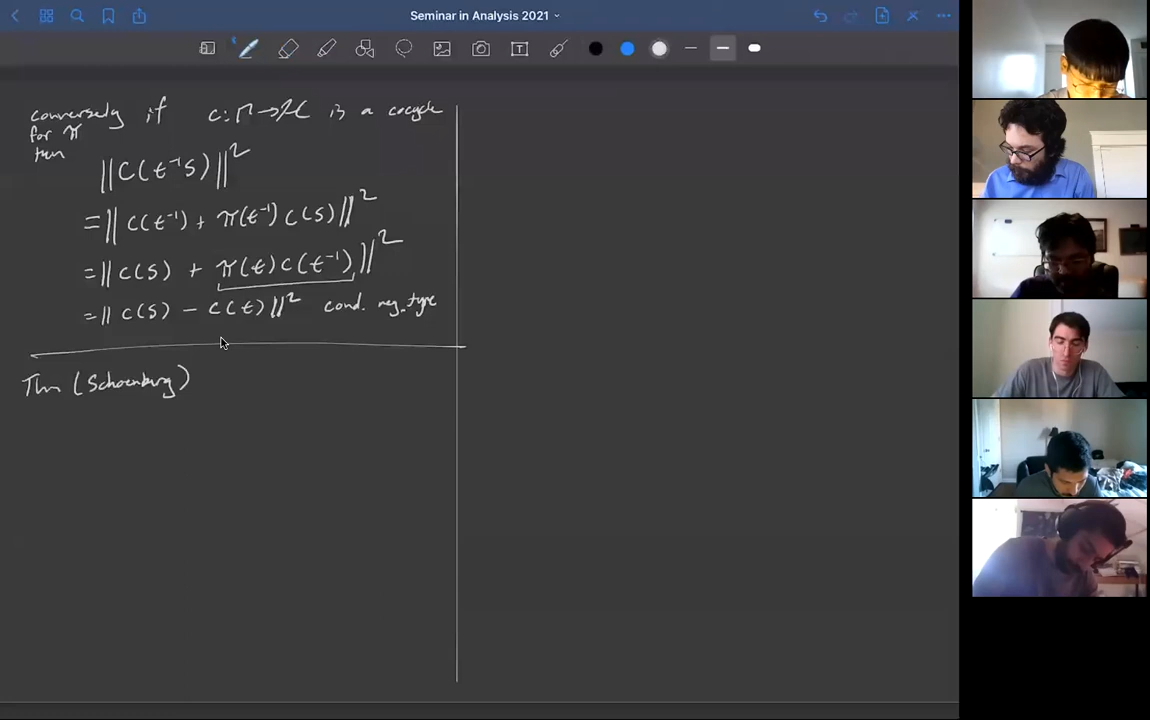 Seminar in Analysis 2021
conversely if c: Γ → H is a cocycle
for π
then
||C(t⁻¹s)||²
= || C(t⁻¹) + π(t⁻¹) C(s) ||²
= || C(s) + π(t) C(t⁻¹) ||²
= || C(s) − C(t) ||² cond. neg. type
Thm (Schoenburg)